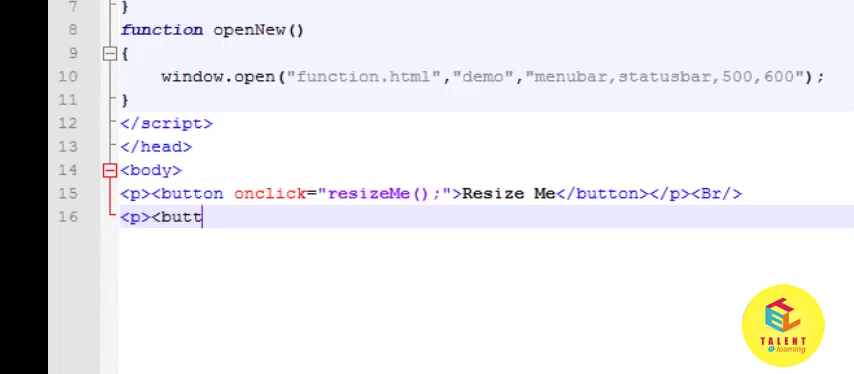 7 }
8 function openNew()
9 {
10 window.open("function.html","demo","menubar,statusbar,500,600");
11 }
12 </script>
13 </head>
14 <body>
15 <p><button onclick="resizeMe();">Resize Me</button></p><Br/>
16 <p><butt
TEL
TALENT
e learning